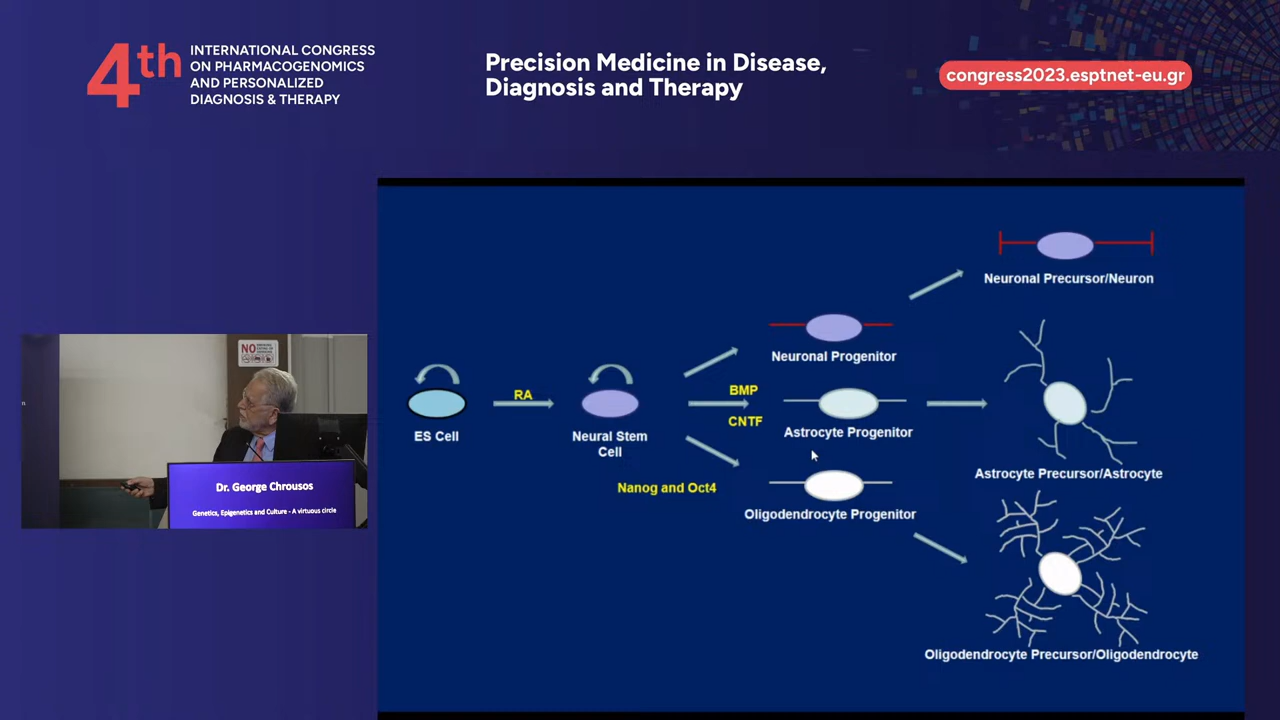 4th
INTERNATIONAL CONGRESS
ON PHARMACOGENOMICS
AND PERSONALIZED
DIAGNOSIS & THERAPY
Precision Medicine in Disease,
Diagnosis and Therapy
congress2023.esptnet-eu.gr
Neuronal Precursor/Neuron
Neuronal Progenitor
RA
BMP
CNTF
ES Cell
Neural Stem
Cell
Astrocyte Progenitor
Astrocyte Precursor/Astrocyte
Nanog and Oct4
Oligodendrocyte Progenitor
Oligodendrocyte Precursor/Oligodendrocyte
NO
Dr. George Chrousos
Genetics, Epigenetics and Culture - A virtuous circle